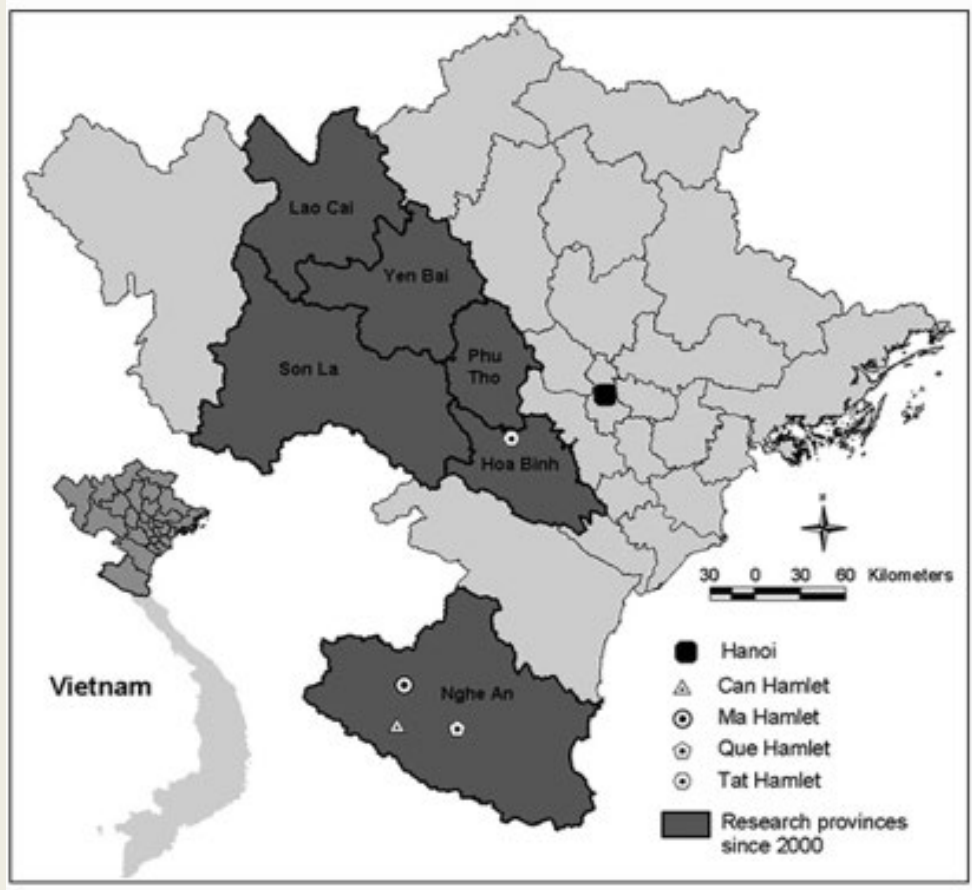 Lao Cai
Yen Bai
Son La
Phu
Tho
Hoa Binh
N
30 0 30 60 Kilometers
Vietnam
Nghe An
Hanoi
Can Hamlet
Ma Hamlet
Que Hamlet
Tat Hamlet
Research provinces
since 2000